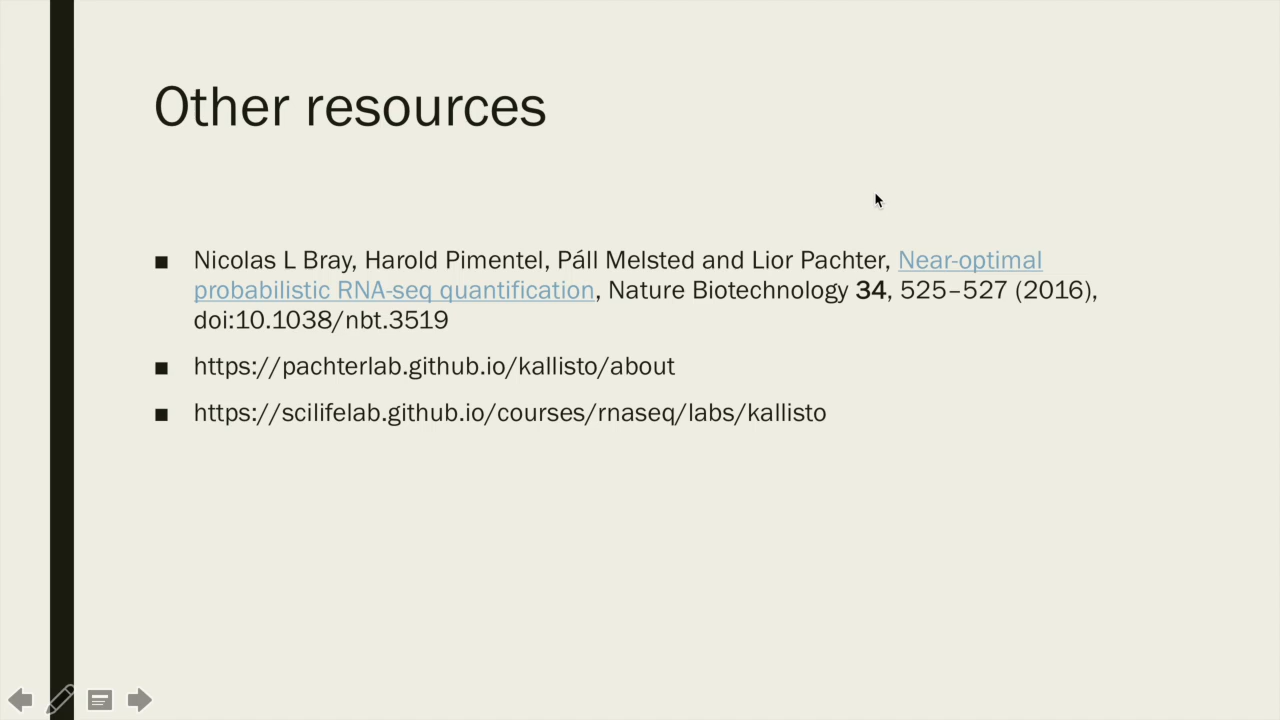 Other resources
■ Nicolas L Bray, Harold Pimentel, Páll Melsted and Lior Pachter, Near-optimal
probabilistic RNA-seq quantification, Nature Biotechnology 34, 525–527 (2016),
doi:10.1038/nbt.3519
■ https://pachterlab.github.io/kallisto/about
■ https://scilifelab.github.io/courses/rnaseq/labs/kallisto